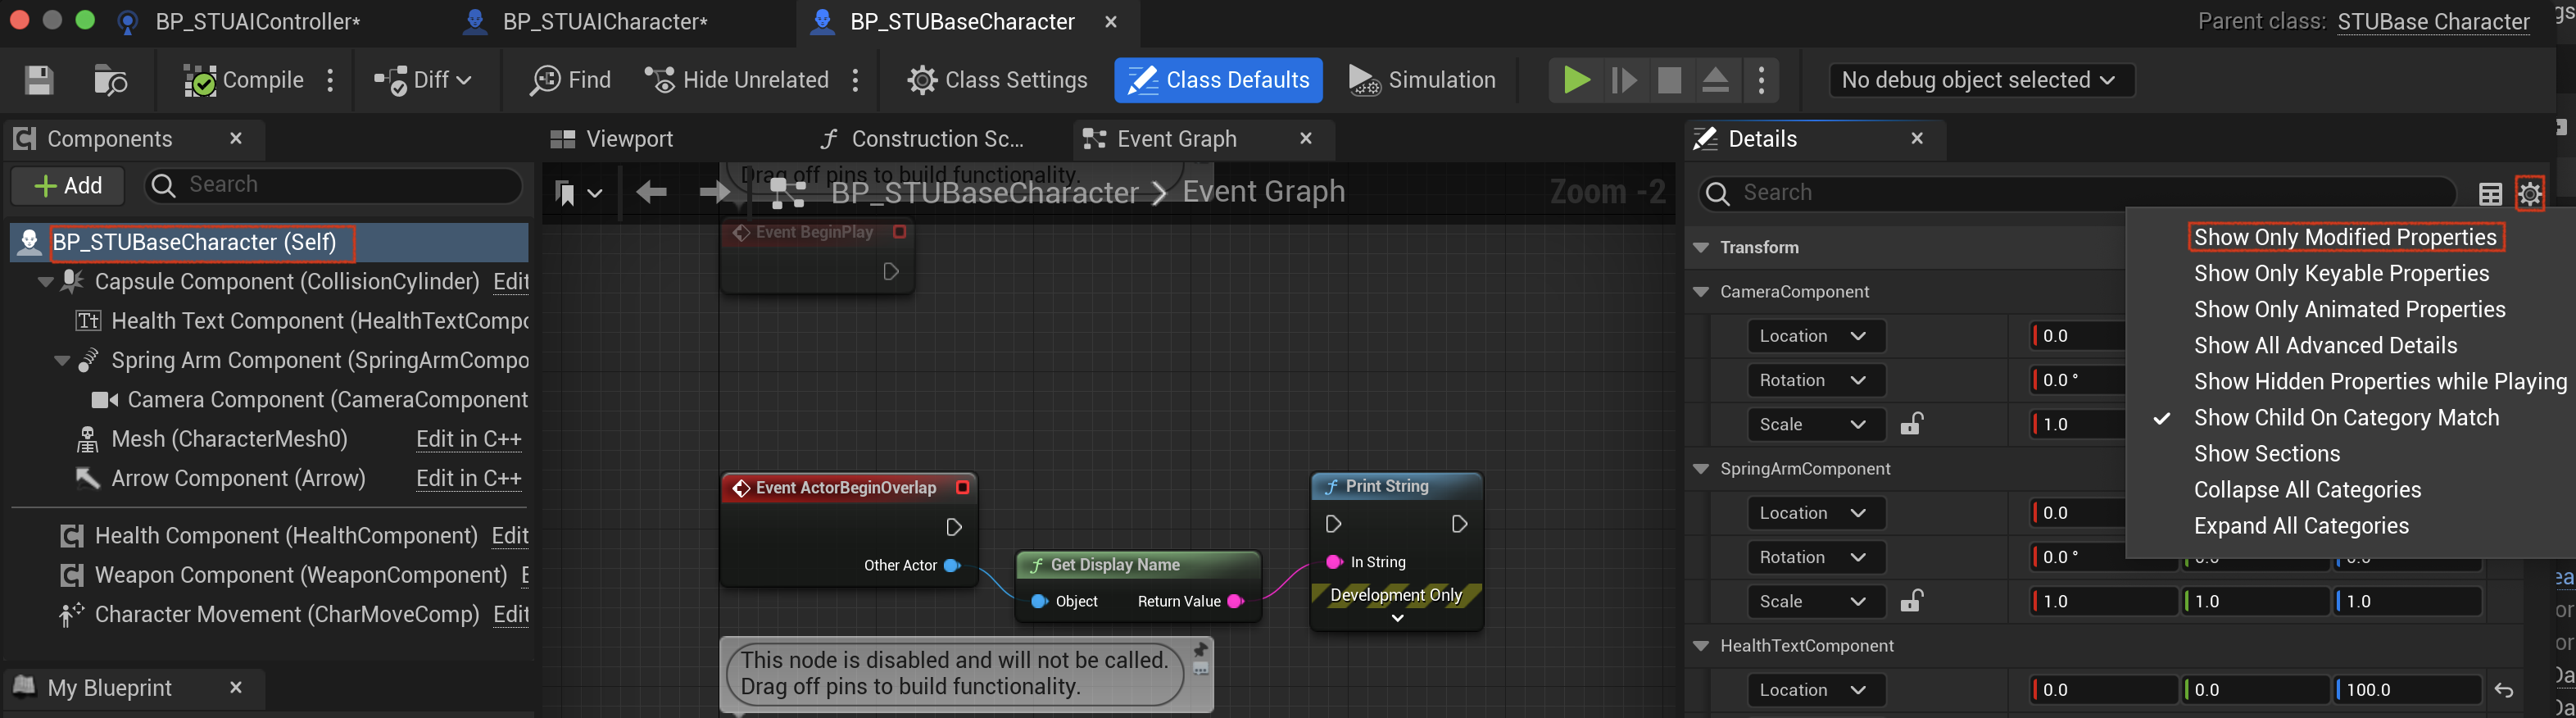 BP_STUAIController*
BP_STUAICharacter*
BP_STUBaseCharacter
Parent class: STUBase Character
Compile
Diff
Find
Hide Unrelated
Class Settings
Class Defaults
Simulation
No debug object selected
Components
Viewport
Construction Sc...
Event Graph
Details
Add
Search
Drag off pins to build functionality.
BP_STUBaseCharacter > Event Graph
Zoom -2
Search
BP_STUBaseCharacter (Self)
Capsule Component (CollisionCylinder) Edit
Health Text Component (HealthTextCompo
Spring Arm Component (SpringArmCompo
Camera Component (CameraComponent
Mesh (CharacterMesh0) Edit in C++
Arrow Component (Arrow) Edit in C++
Health Component (HealthComponent) Edit
Weapon Component (WeaponComponent) E
Character Movement (CharMoveComp) Edit
My Blueprint
Event BeginPlay
Event ActorBeginOverlap
Other Actor
Get Display Name
Object Return Value
Print String
In String
Development Only
This node is disabled and will not be called.
Drag off pins to build functionality.
Transform
CameraComponent
Location 0.0
Rotation 0.0 °
Scale 1.0
SpringArmComponent
Location 0.0
Rotation 0.0 °
Scale 1.0 1.0 1.0
HealthTextComponent
Location 0.0 0.0 100.0
Show Only Modified Properties
Show Only Keyable Properties
Show Only Animated Properties
Show All Advanced Details
Show Hidden Properties while Playing
Show Child On Category Match
Show Sections
Collapse All Categories
Expand All Categories